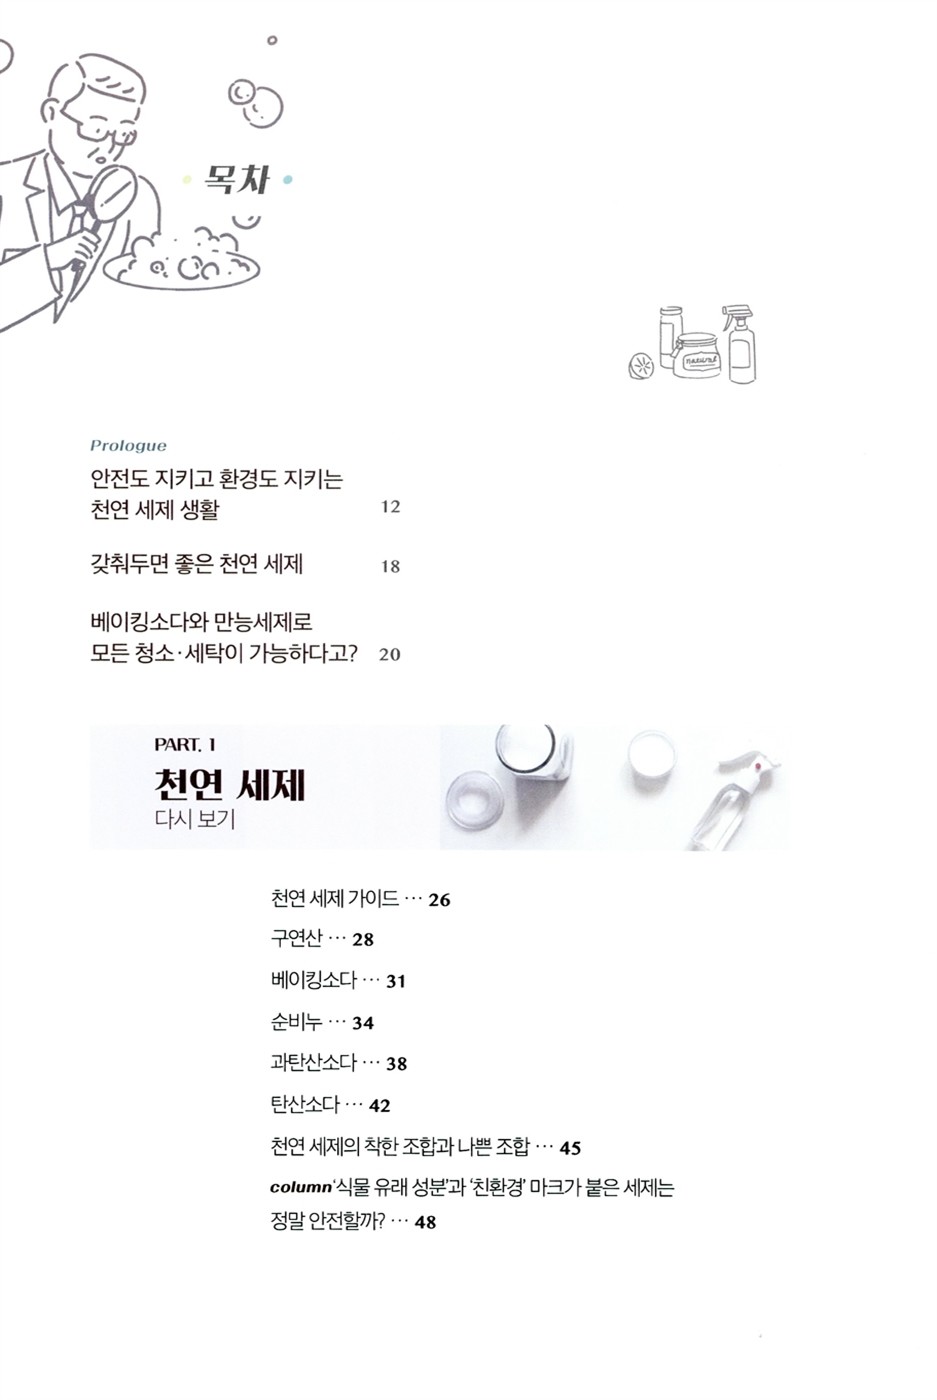 목차
natural
Prologue
안전도 지키고 환경도 지키는
천연 세제 생활 12
갖춰두면 좋은 천연 세제 18
베이킹소다와 만능세제로
모든 청소·세탁이 가능하다고? 20
PART. 1
천연 세제
다시 보기
천연 세제 가이드 ··· 26
구연산 ··· 28
베이킹소다 ··· 31
순비누 ··· 34
과탄산소다 ··· 38
탄산소다 ··· 42
천연 세제의 착한 조합과 나쁜 조합 ··· 45
column ‘식물 유래 성분’과 ‘친환경’ 마크가 붙은 세제는
정말 안전할까? ··· 48